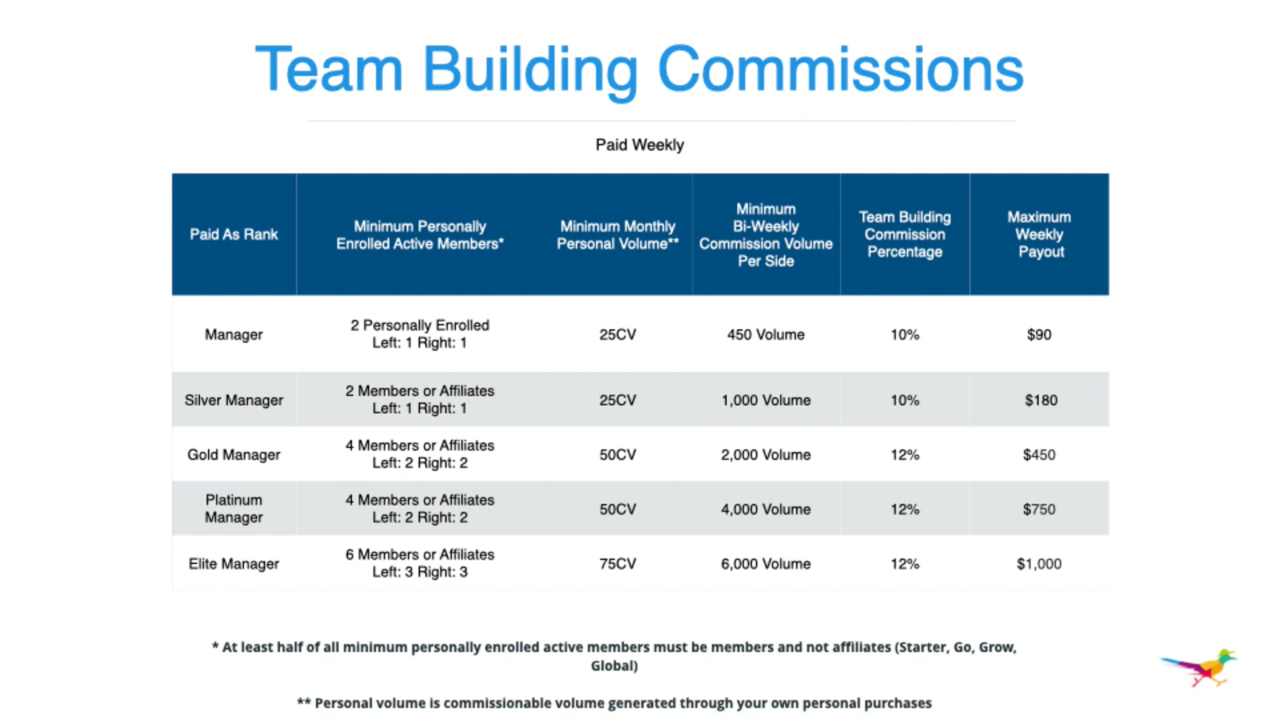 Team Building Commissions
Paid Weekly
Paid As Rank
Minimum Personally
Enrolled Active Members*
Minimum Monthly
Personal Volume**
Minimum
Bi-Weekly
Commission Volume
Per Side
Team Building
Commission
Percentage
Maximum
Weekly
Payout
Manager
2 Personally Enrolled
Left: 1 Right: 1
25CV
450 Volume
10%
$90
Silver Manager
2 Members or Affiliates
Left: 1 Right: 1
25CV
1,000 Volume
10%
$180
Gold Manager
4 Members or Affiliates
Left: 2 Right: 2
50CV
2,000 Volume
12%
$450
Platinum
Manager
4 Members or Affiliates
Left: 2 Right: 2
50CV
4,000 Volume
12%
$750
Elite Manager
6 Members or Affiliates
Left: 3 Right: 3
75CV
6,000 Volume
12%
$1,000
* At least half of all minimum personally enrolled active members must be members and not affiliates (Starter, Go, Grow,
Global)
** Personal volume is commissionable volume generated through your own personal purchases